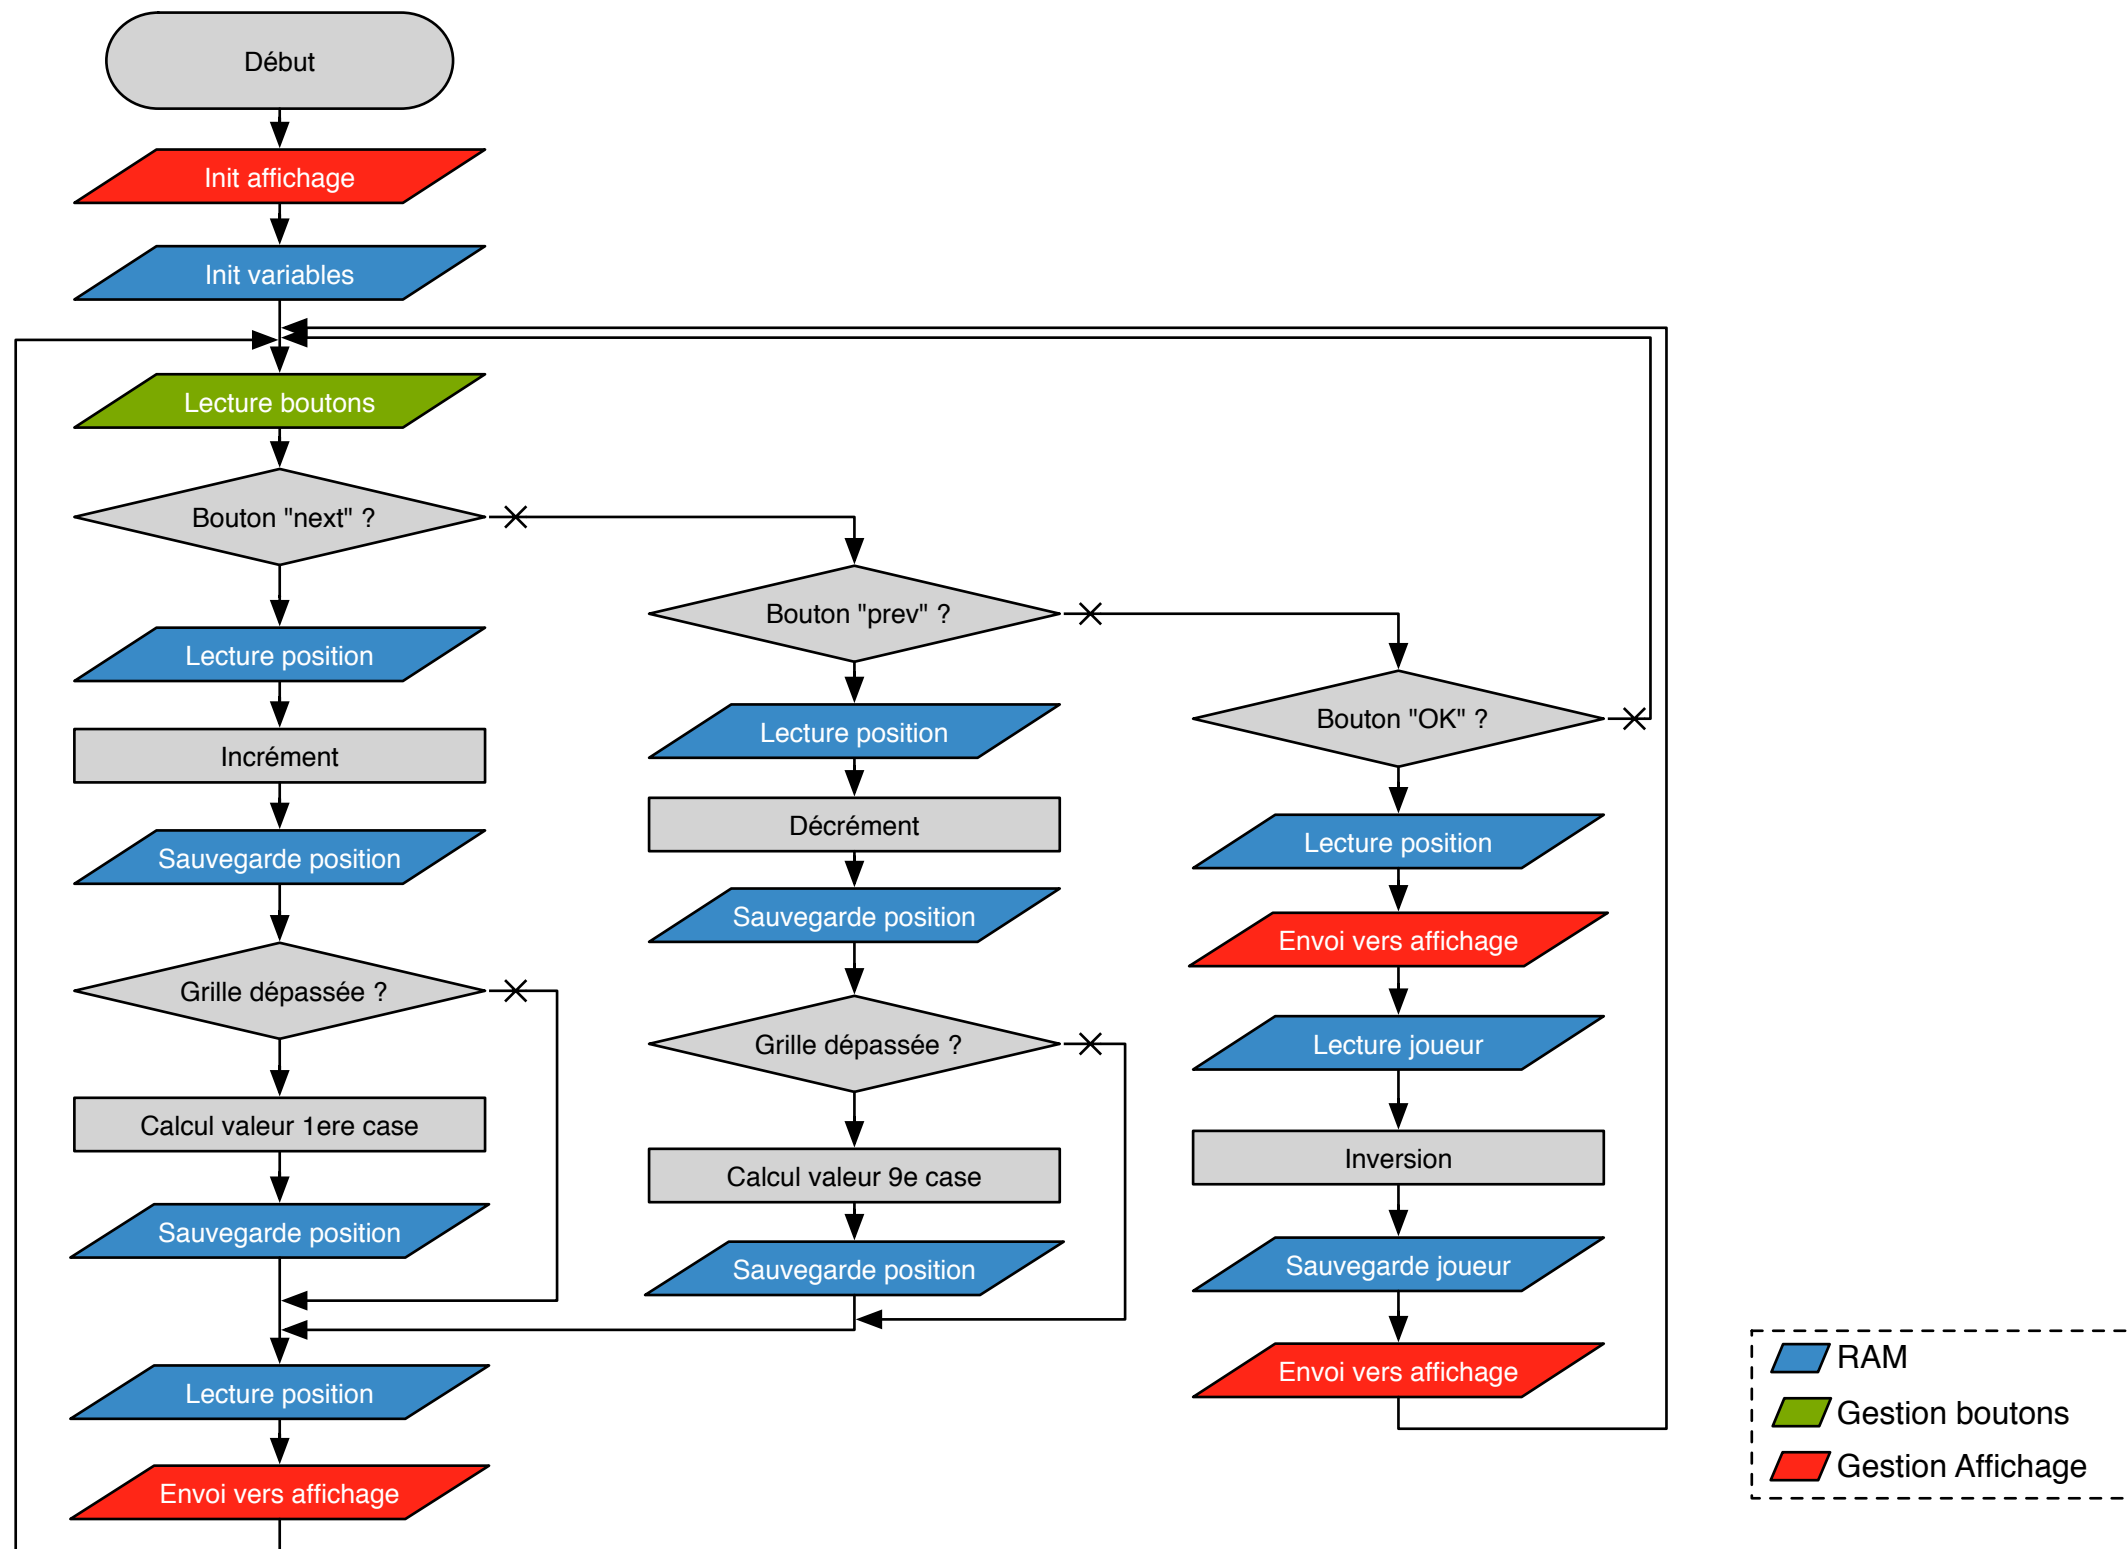 Début
Init affichage
Init variables
Lecture boutons
Bouton "next" ?
Lecture position
Incrément
Sauvegarde position
Grille dépassée ?
Calcul valeur 1ere case
Sauvegarde position
Lecture position
Envoi vers affichage
Bouton "prev" ?
Lecture position
Décrément
Sauvegarde position
Grille dépassée ?
Calcul valeur 9e case
Sauvegarde position
Bouton "OK" ?
Lecture position
Envoi vers affichage
Lecture joueur
Inversion
Sauvegarde joueur
Envoi vers affichage
RAM
Gestion boutons
Gestion Affichage